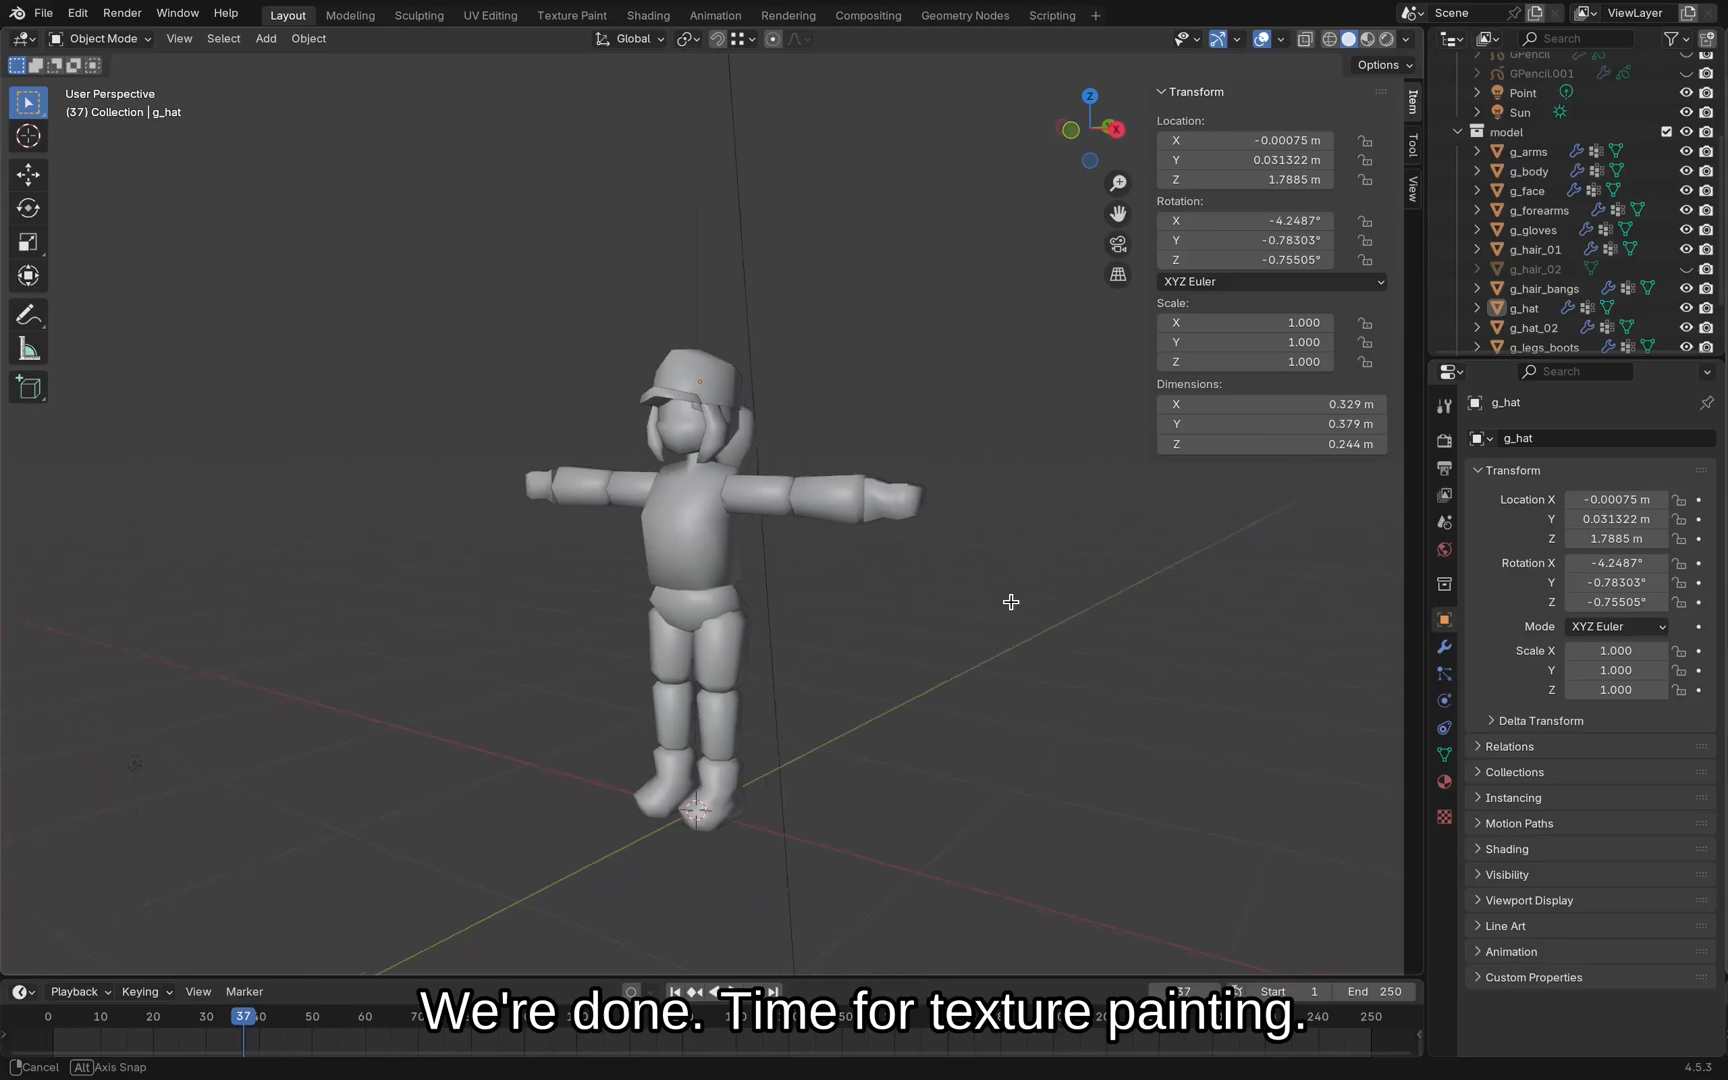 File Edit Render Window Help Layout Modeling Sculpting UV Editing Texture Paint Shading Animation Rendering Compositing Geometry Nodes Scripting + Scene ViewLayer
Object Mode View Select Add Object Global Search
Options
User Perspective
(37) Collection | g_hat
Z
X
Transform
Location:
X -0.00075 m
Y 0.031322 m
Z 1.7885 m
Rotation:
X -4.2487°
Y -0.78303°
Z -0.75505°
XYZ Euler
Scale:
X 1.000
Y 1.000
Z 1.000
Dimensions:
X 0.329 m
Y 0.379 m
Z 0.244 m
Item
Tool
View
GPencil
GPencil.001
Point
Sun
model
g_arms
g_body
g_face
g_forearms
g_gloves
g_hair_01
g_hair_02
g_hair_bangs
g_hat
g_hat_02
g_legs_boots
Search
g_hat
g_hat
Transform
Location X -0.00075 m
Y 0.031322 m
Z 1.7885 m
Rotation X -4.2487°
Y -0.78303°
Z -0.75505°
Mode XYZ Euler
Scale X 1.000
Y 1.000
Z 1.000
Delta Transform
Relations
Collections
Instancing
Motion Paths
Shading
Visibility
Viewport Display
Line Art
Animation
Custom Properties
Playback Keying View Marker 37 Start 1 End 250
0 10 20 30 37 40 50 60 250
We're done. Time for texture painting.
Cancel Alt Axis Snap 4.5.3